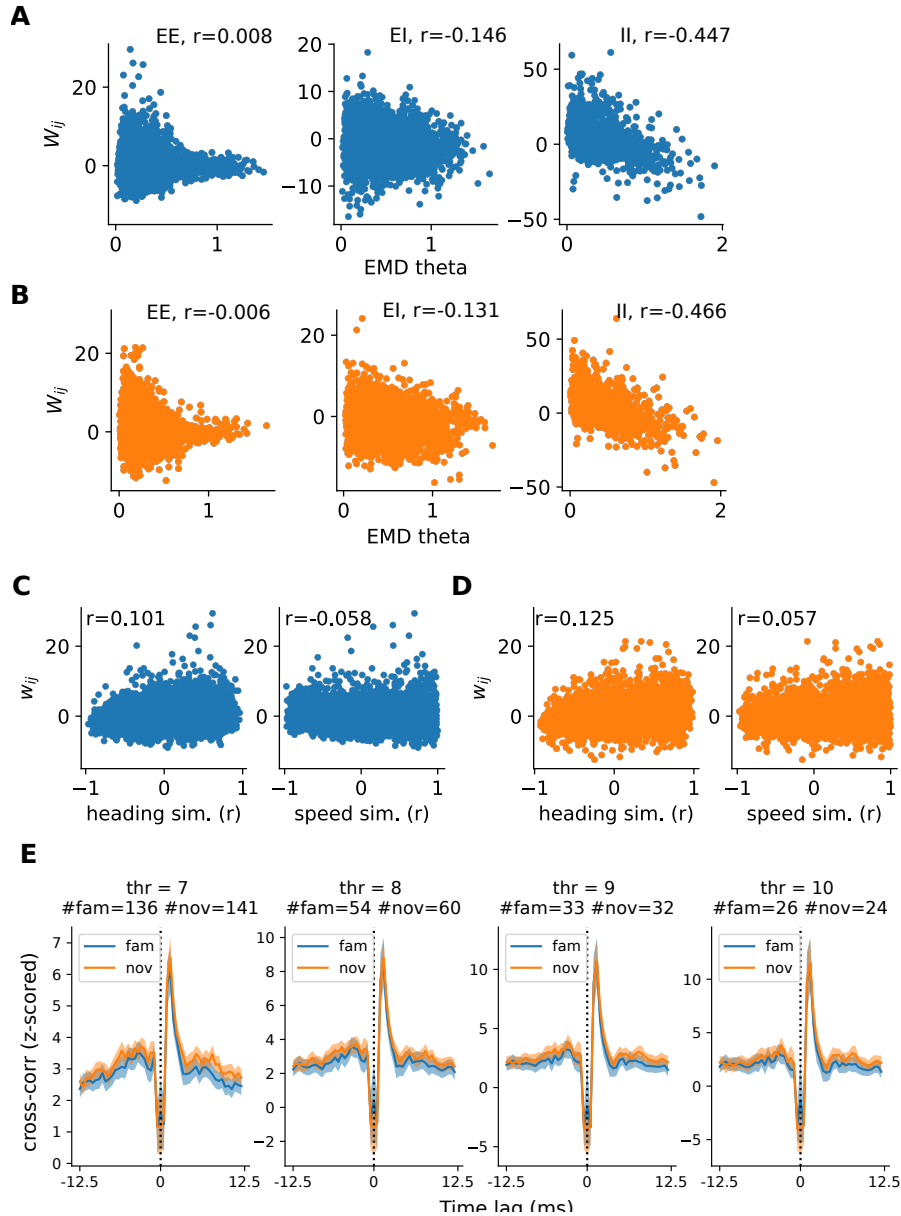 A
EE, r=0.008
EI, r=-0.146
II, r=-0.447
W_ij
20
0
10
0
−10
50
0
−50
0 1
0 1
0 1 2
EMD theta
B
EE, r=-0.006
EI, r=-0.131
II, r=-0.466
W_ij
20
0
20
0
50
0
−50
0 1
0 1
0 1 2
EMD theta
C
D
r=0.101
r=-0.058
r=0.125
r=0.057
w_ij
20
0
w_ij
20
0
−1 0 1
−1 0 1
−1 0 1
−1 0 1
heading sim. (r)
speed sim. (r)
heading sim. (r)
speed sim. (r)
E
thr = 7
#fam=136 #nov=141
thr = 8
#fam=54 #nov=60
thr = 9
#fam=33 #nov=32
thr = 10
#fam=26 #nov=24
cross-corr (z-scored)
7
6
5
4
3
2
1
0
fam
nov
10
8
6
4
2
0
−2
fam
nov
10
5
0
−5
fam
nov
10
5
0
−5
fam
nov
-12.5 0 12.5
-12.5 0 12.5
-12.5 0 12.5
-12.5 0 12.5
Time lag (ms)